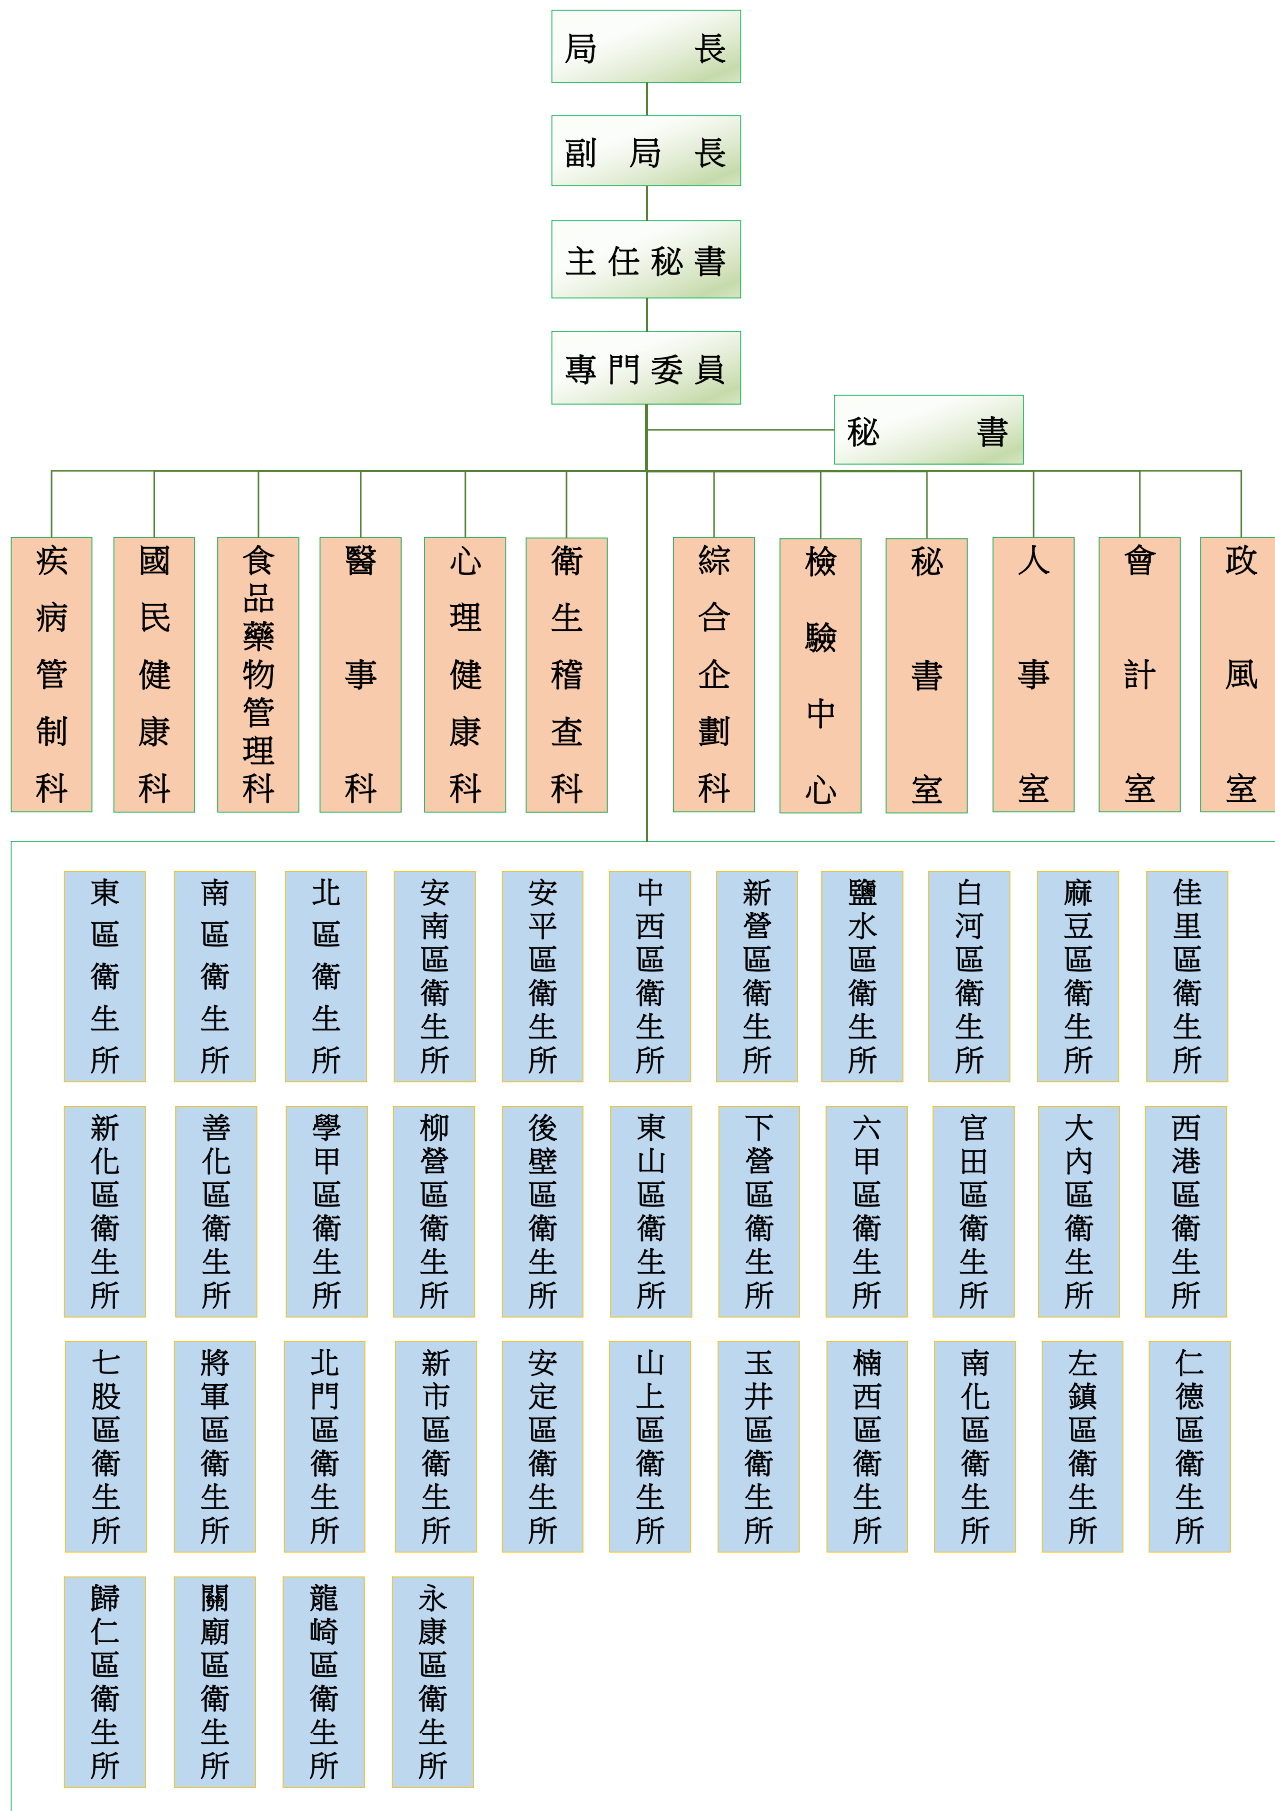 局長
副局長
主任秘書
專門委員
秘書
疾病管制科
國民健康科
食品藥物管理科
醫事科
心理健康科
衛生稽查科
綜合企劃科
檢驗中心
秘書室
人事室
會計室
政風室
東區衛生所
南區衛生所
北區衛生所
安南區衛生所
安平區衛生所
中西區衛生所
新營區衛生所
鹽水區衛生所
白河區衛生所
麻豆區衛生所
佳里區衛生所
新化區衛生所
善化區衛生所
學甲區衛生所
柳營區衛生所
後壁區衛生所
東山區衛生所
下營區衛生所
六甲區衛生所
官田區衛生所
大內區衛生所
西港區衛生所
七股區衛生所
將軍區衛生所
北門區衛生所
新市區衛生所
安定區衛生所
山上區衛生所
玉井區衛生所
楠西區衛生所
南化區衛生所
左鎮區衛生所
仁德區衛生所
歸仁區衛生所
關廟區衛生所
龍崎區衛生所
永康區衛生所